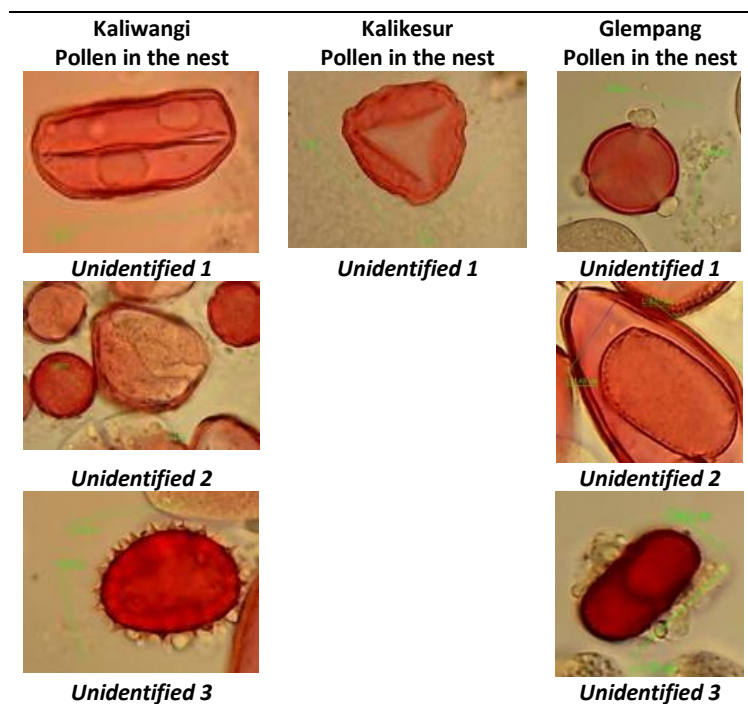 Kaliwangi
Pollen in the nest
Kalikesur
Pollen in the nest
Glempang
Pollen in the nest
Unidentified 1
Unidentified 1
Unidentified 1
Unidentified 2
Unidentified 2
Unidentified 3
Unidentified 3